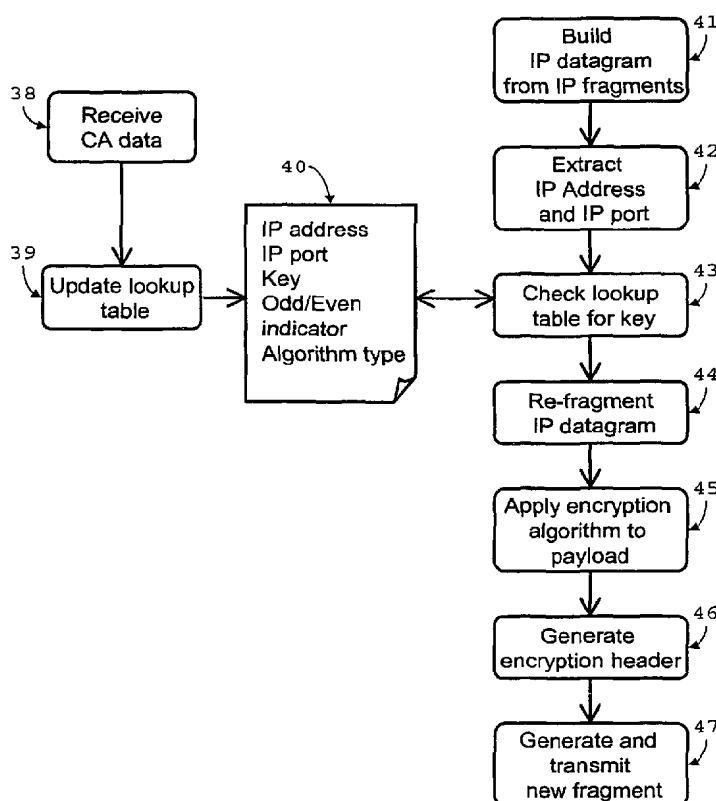 38
Receive
CA data
39
Update lookup
table
40
IP address
IP port
Key
Odd/Even
indicator
Algorithm type
41
Build
IP datagram
from IP fragments
42
Extract
IP Address
and IP port
43
Check lookup
table for key
44
Re-fragment
IP datagram
45
Apply encryption
algorithm to
payload
46
Generate
encryption header
47
Generate and
transmit
new fragment